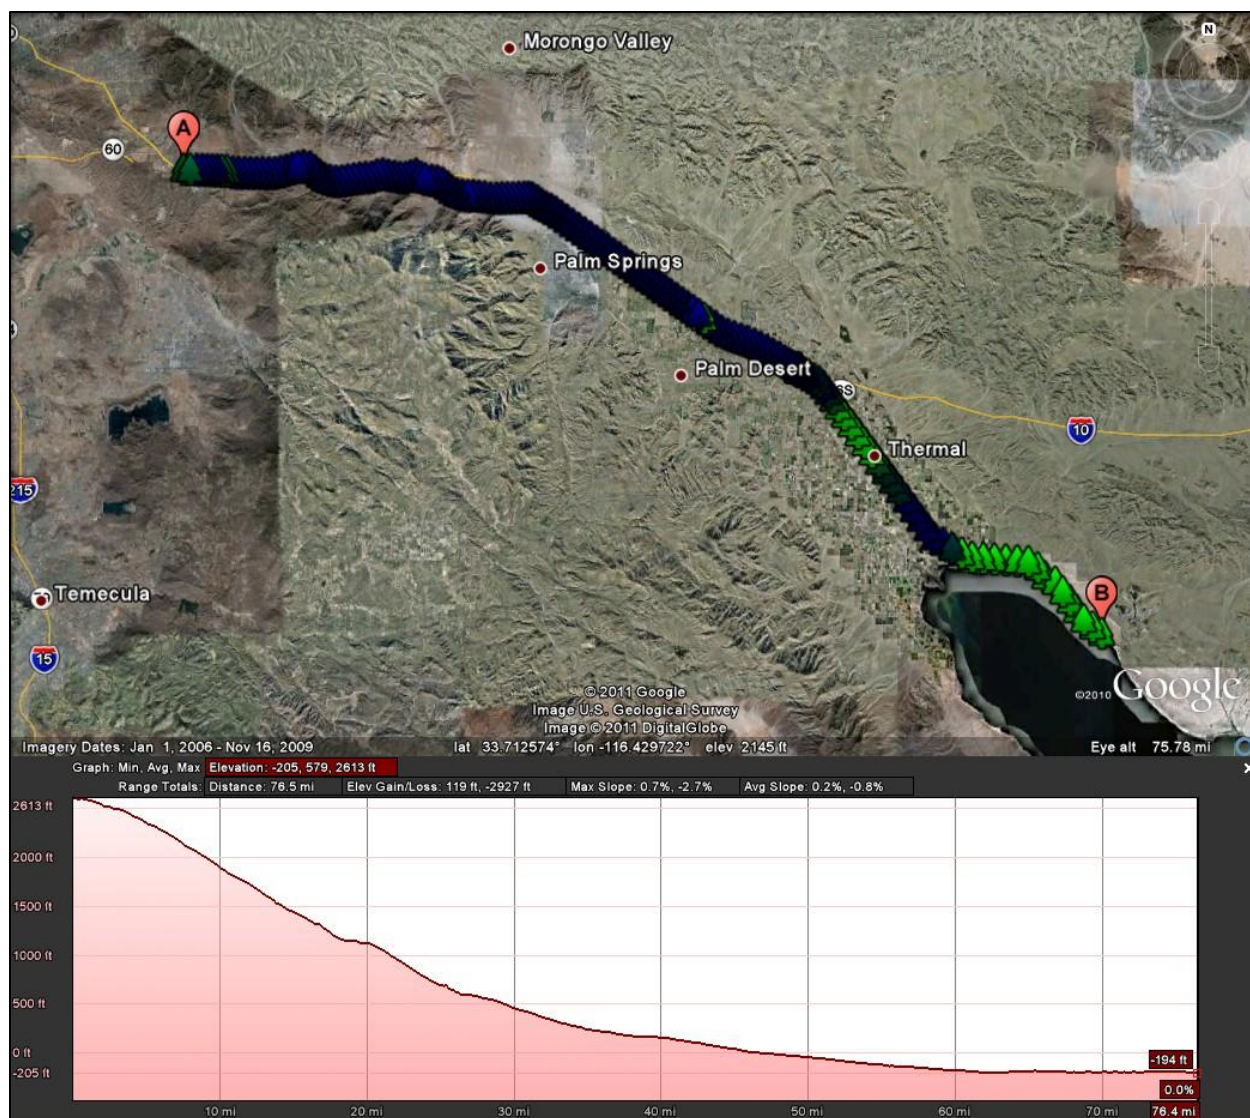 Morongo Valley
N
A
60
Palm Springs
Palm Desert
10
Thermal
215
B
Temecula
15
© 2011 Google
Image U.S. Geological Survey
Image © 2011 DigitalGlobe
©2010 Google
Imagery Dates: Jan 1, 2006 - Nov 16, 2009 lat 33.712574° lon -116.429722° elev 2145 ft Eye alt 75.78 mi
Graph: Min, Avg, Max Elevation: -205, 579, 2613 ft
Range Totals: Distance: 76.5 mi Elev Gain/Loss: 119 ft, -2927 ft Max Slope: 0.7%, -2.7% Avg Slope: 0.2%, -0.8%
2613 ft
2000 ft
1500 ft
1000 ft
500 ft
0 ft
-205 ft
-194 ft
0.0%
10 mi 20 mi 30 mi 40 mi 50 mi 60 mi 70 mi 76.4 mi